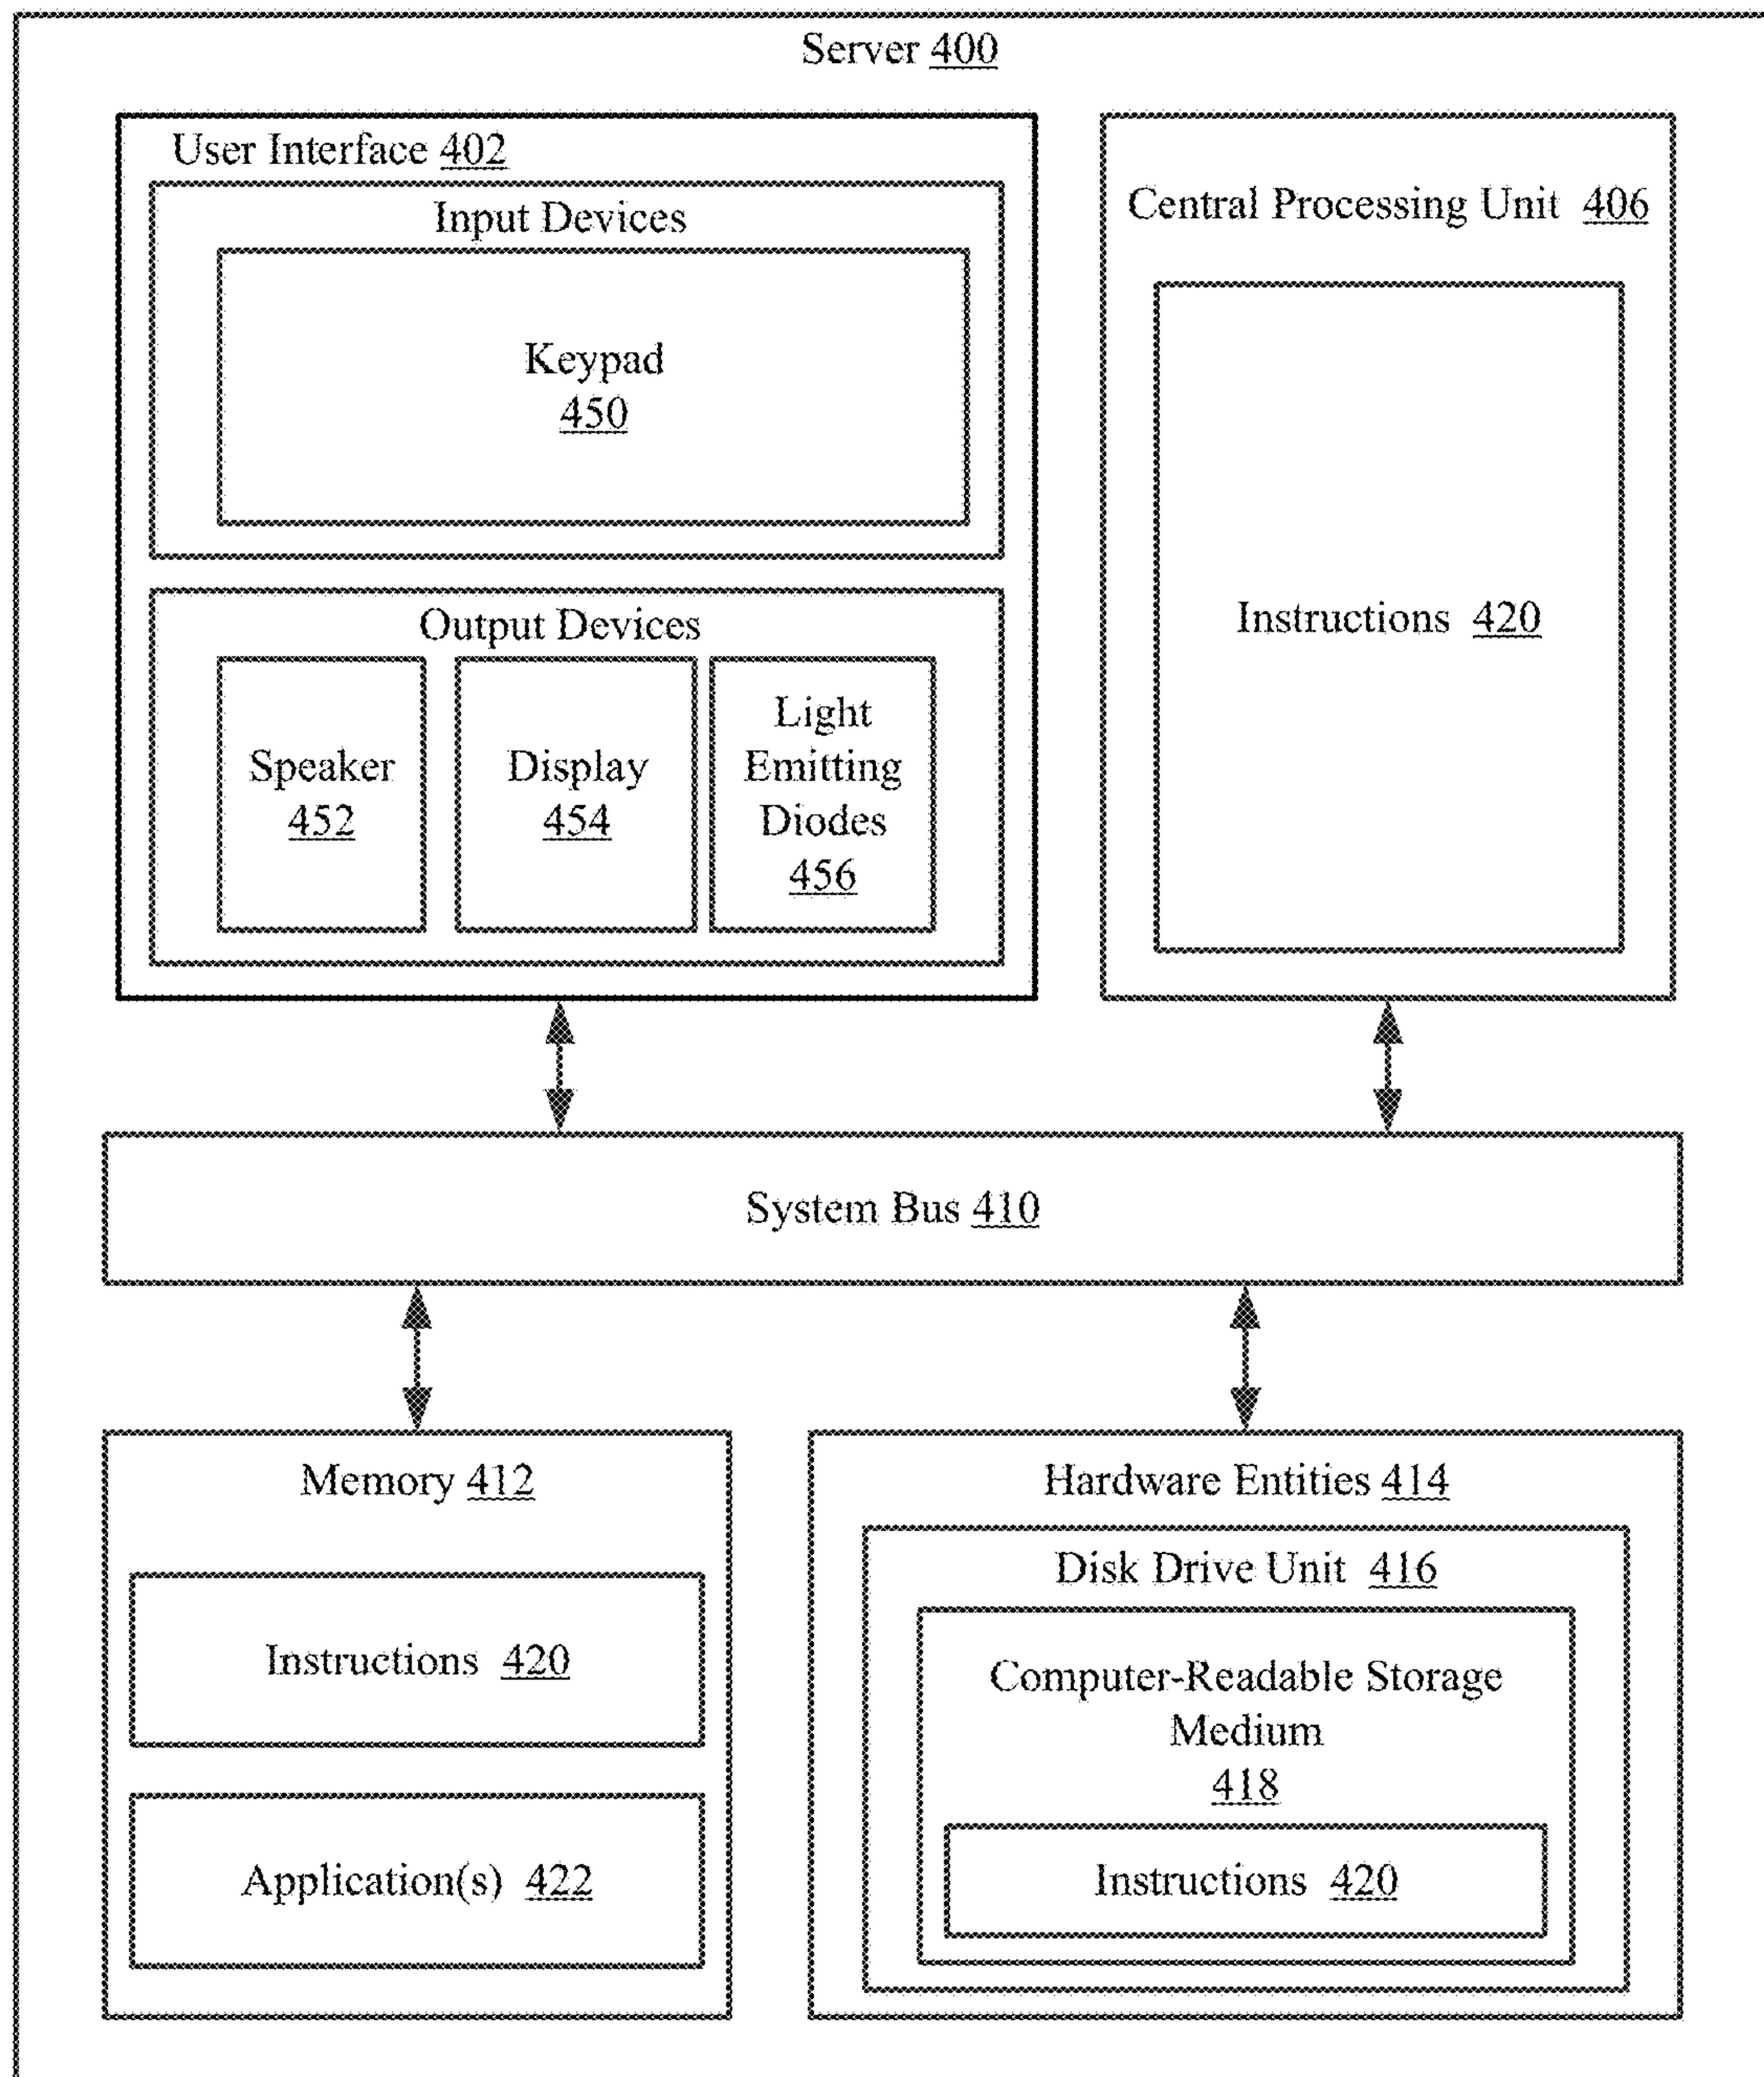 Server 400
User Interface 402
Input Devices
Keypad
450
Output Devices
Speaker
452
Display
454
Light
Emitting
Diodes
456
Central Processing Unit 406
Instructions 420
System Bus 410
Memory 412
Instructions 420
Application(s) 422
Hardware Entities 414
Disk Drive Unit 416
Computer-Readable Storage
Medium
418
Instructions 420